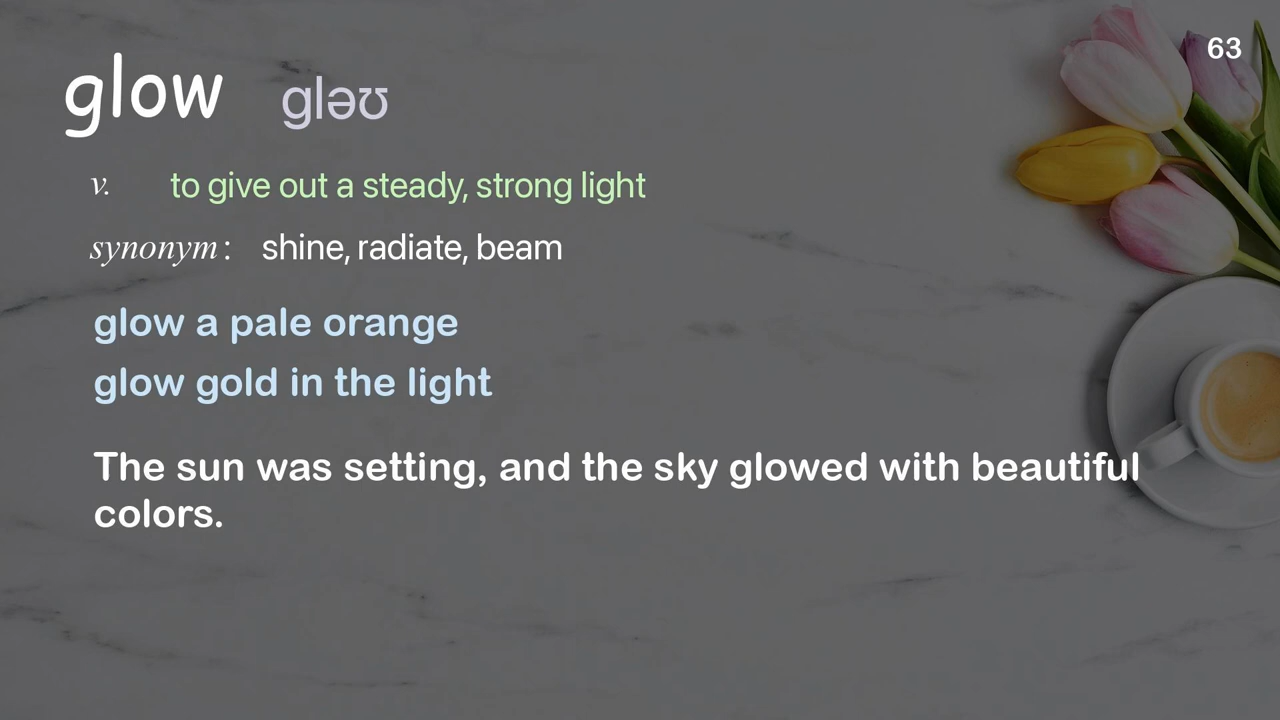 63
glow gləʊ
v. to give out a steady, strong light
synonym: shine, radiate, beam
glow a pale orange
glow gold in the light
The sun was setting, and the sky glowed with beautiful
colors.